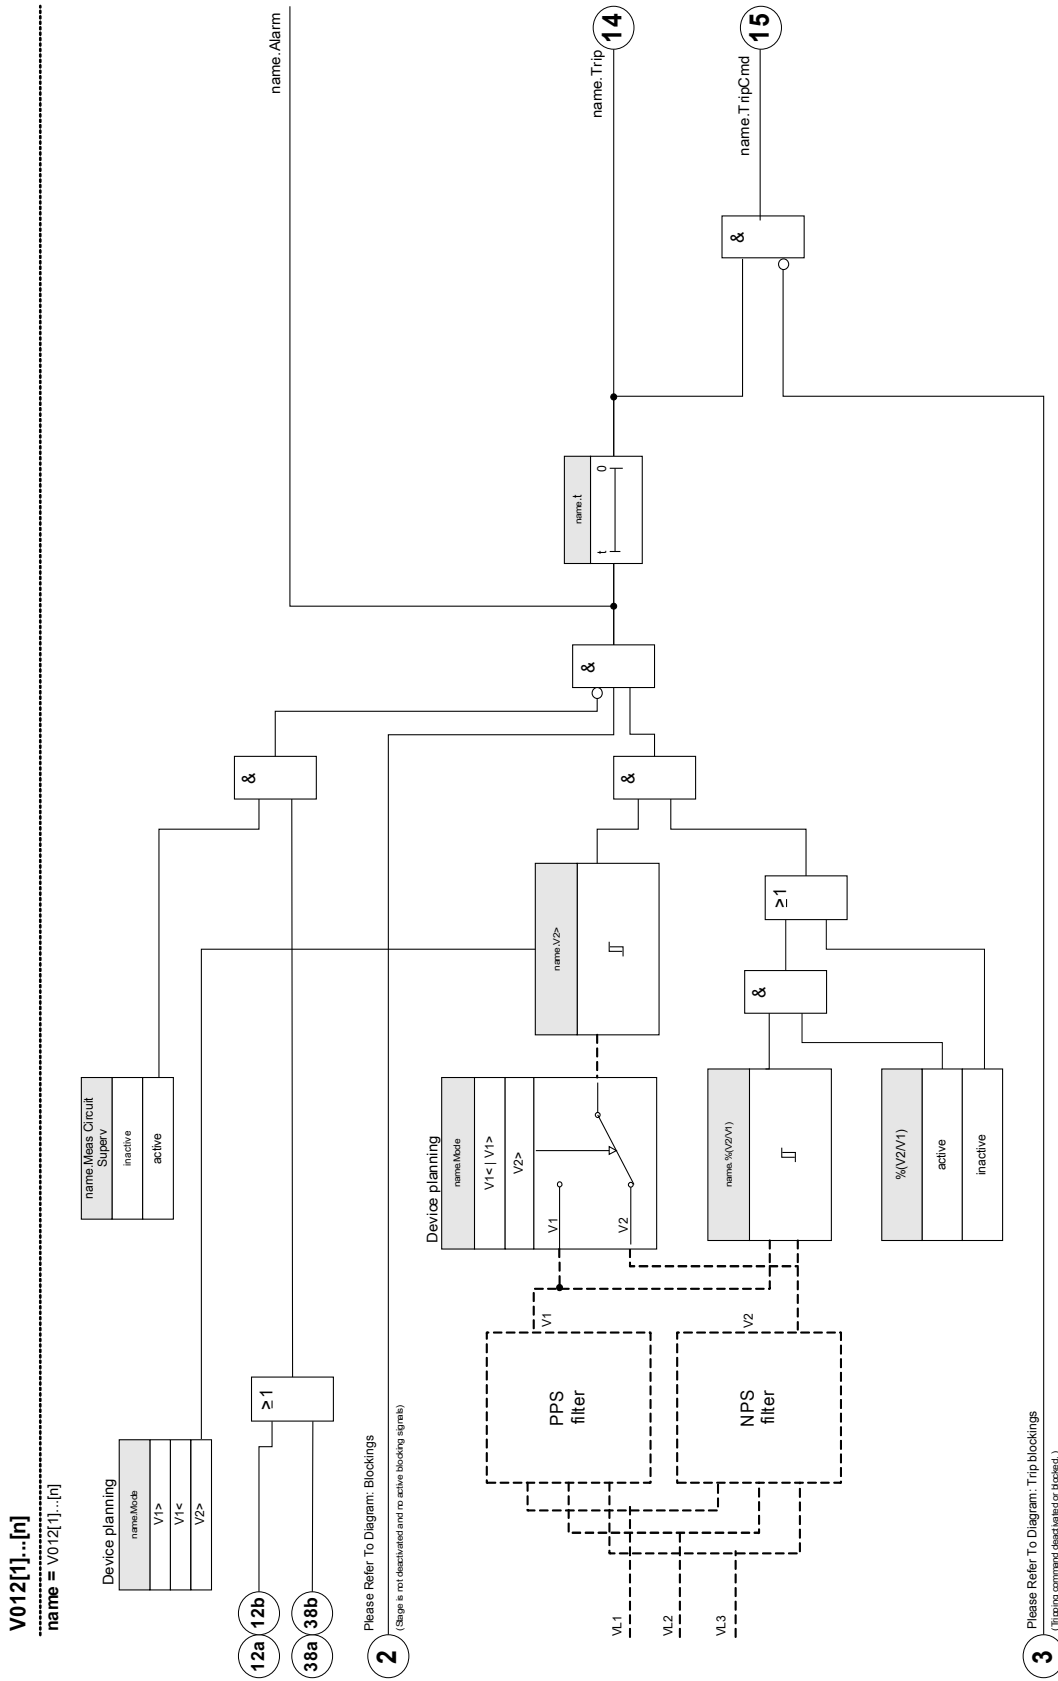 V012[1]...[n]
name = V012[1]...[n]
Device planning
name.Mode
V1>
V1<
V2>
12a
12b
38a
38b
≥1
name.Meas Circuit
Superv
inactive
active
&
name.Alarm
2
Please Refer To Diagram: Blockings
(Stage is not deactivated and no active blocking signals)
VL1
VL2
VL3
PPS
filter
V1
NPS
filter
V2
Device planning
name.Mode
V1< | V1>
V2>
V1
V2
name.V2>
name.%(V2/V1)
%(V2/V1)
active
inactive
&
≥1
&
&
name.t
t
0
name.Trip
14
&
name.TripCmd
15
3
Please Refer To Diagram: Trip blockings
(Tripping command deactivated or blocked. )